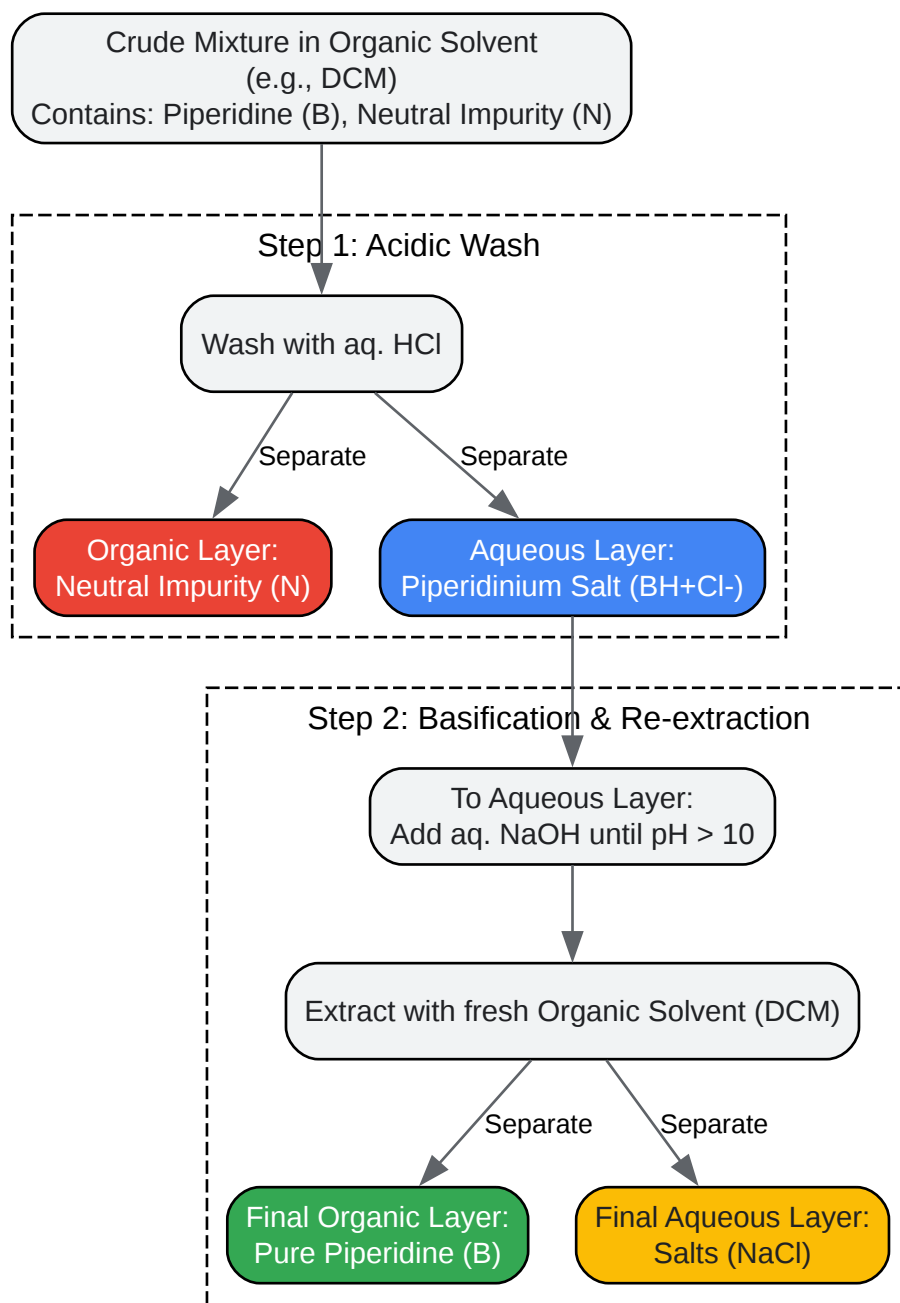 Crude Mixture in Organic Solvent
(e.g., DCM)
Contains: Piperidine (B), Neutral Impurity (N)
Step 1: Acidic Wash
Wash with aq. HCl
Separate
Separate
Organic Layer:
Neutral Impurity (N)
Aqueous Layer:
Piperidinium Salt (BH+Cl-)
Step 2: Basification & Re-extraction
To Aqueous Layer:
Add aq. NaOH until pH > 10
Extract with fresh Organic Solvent (DCM)
Separate
Separate
Final Organic Layer:
Pure Piperidine (B)
Final Aqueous Layer:
Salts (NaCl)